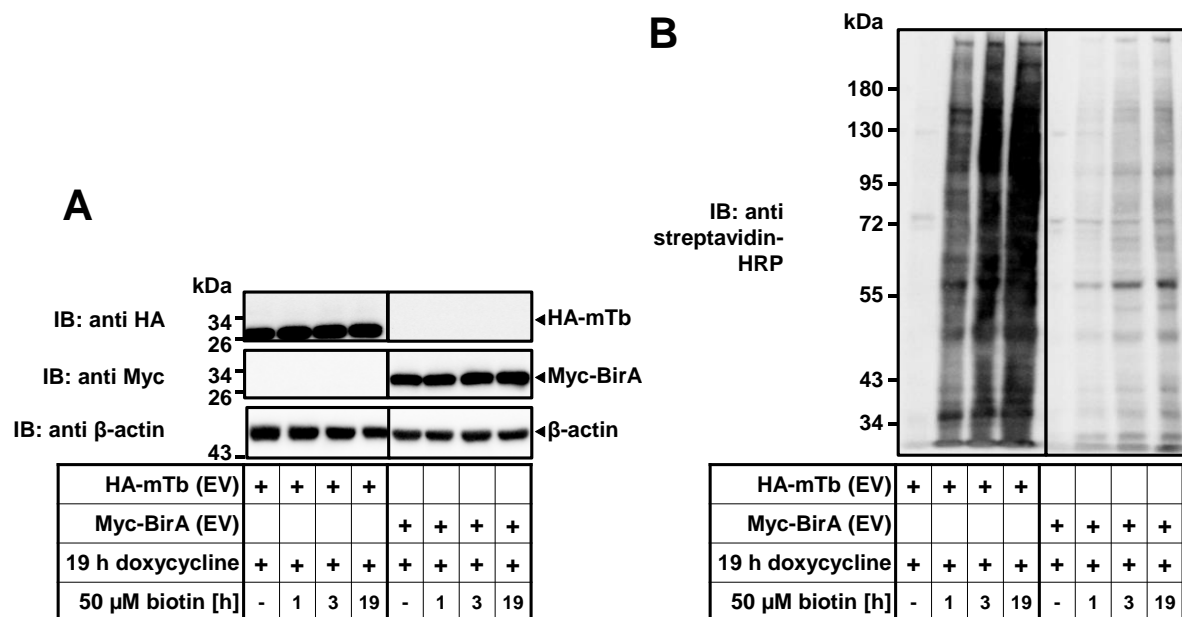 A
kDa
IB: anti HA
34
26
HA-mTb
IB: anti Myc
34
26
Myc-BirA
IB: anti β-actin
43
β-actin
HA-mTb (EV) + + + +
Myc-BirA (EV) + + + +
19 h doxycycline + + + + + + + +
50 µM biotin [h] - 1 3 19 - 1 3 19
B
kDa
180
130
95
72
55
43
34
IB: anti
streptavidin-
HRP
HA-mTb (EV) + + + +
Myc-BirA (EV) + + + +
19 h doxycycline + + + + + + + +
50 µM biotin [h] - 1 3 19 - 1 3 19